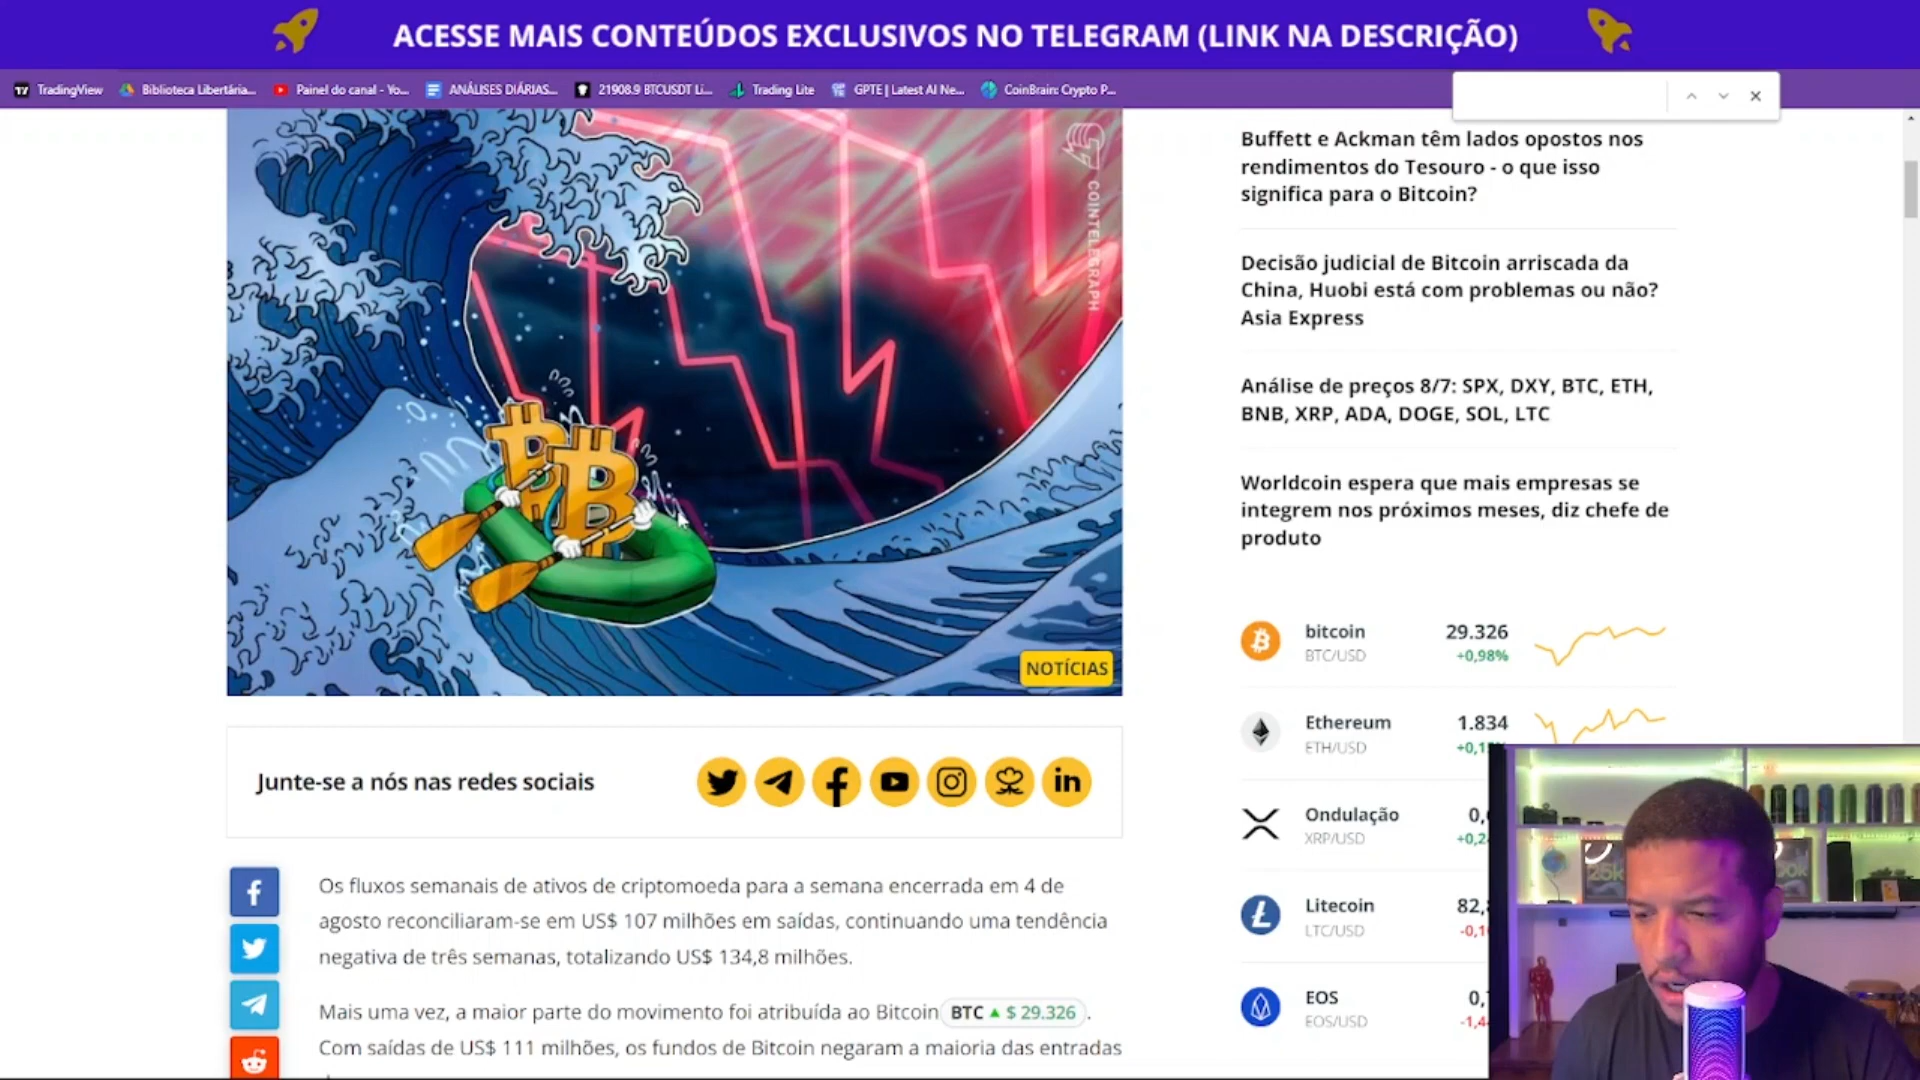 ACESSE MAIS CONTEÚDOS EXCLUSIVOS NO TELEGRAM (LINK NA DESCRIÇÃO)
TradingView
Biblioteca Libertária...
Painel do canal - Yo...
ANÁLISES DIÁRIAS...
21908.9 BTCUSDT Li...
Trading Lite
GPTE | Latest AI Ne...
CoinBrain: Crypto P...
COINTELEGRAPH
NOTÍCIAS
Junte-se a nós nas redes sociais
Os fluxos semanais de ativos de criptomoeda para a semana encerrada em 4 de
agosto reconciliaram-se em US$ 107 milhões em saídas, continuando uma tendência
negativa de três semanas, totalizando US$ 134,8 milhões.
Mais uma vez, a maior parte do movimento foi atribuída ao Bitcoin BTC ▲ $ 29.326 .
Com saídas de US$ 111 milhões, os fundos de Bitcoin negaram a maioria das entradas
Buffett e Ackman têm lados opostos nos
rendimentos do Tesouro - o que isso
significa para o Bitcoin?
Decisão judicial de Bitcoin arriscada da
China, Huobi está com problemas ou não?
Asia Express
Análise de preços 8/7: SPX, DXY, BTC, ETH,
BNB, XRP, ADA, DOGE, SOL, LTC
Worldcoin espera que mais empresas se
integrem nos próximos meses, diz chefe de
produto
bitcoin 29.326
BTC/USD +0,98%
Ethereum 1.834
ETH/USD
Ondulação
XRP/USD
Litecoin
LTC/USD
EOS
EOS/USD